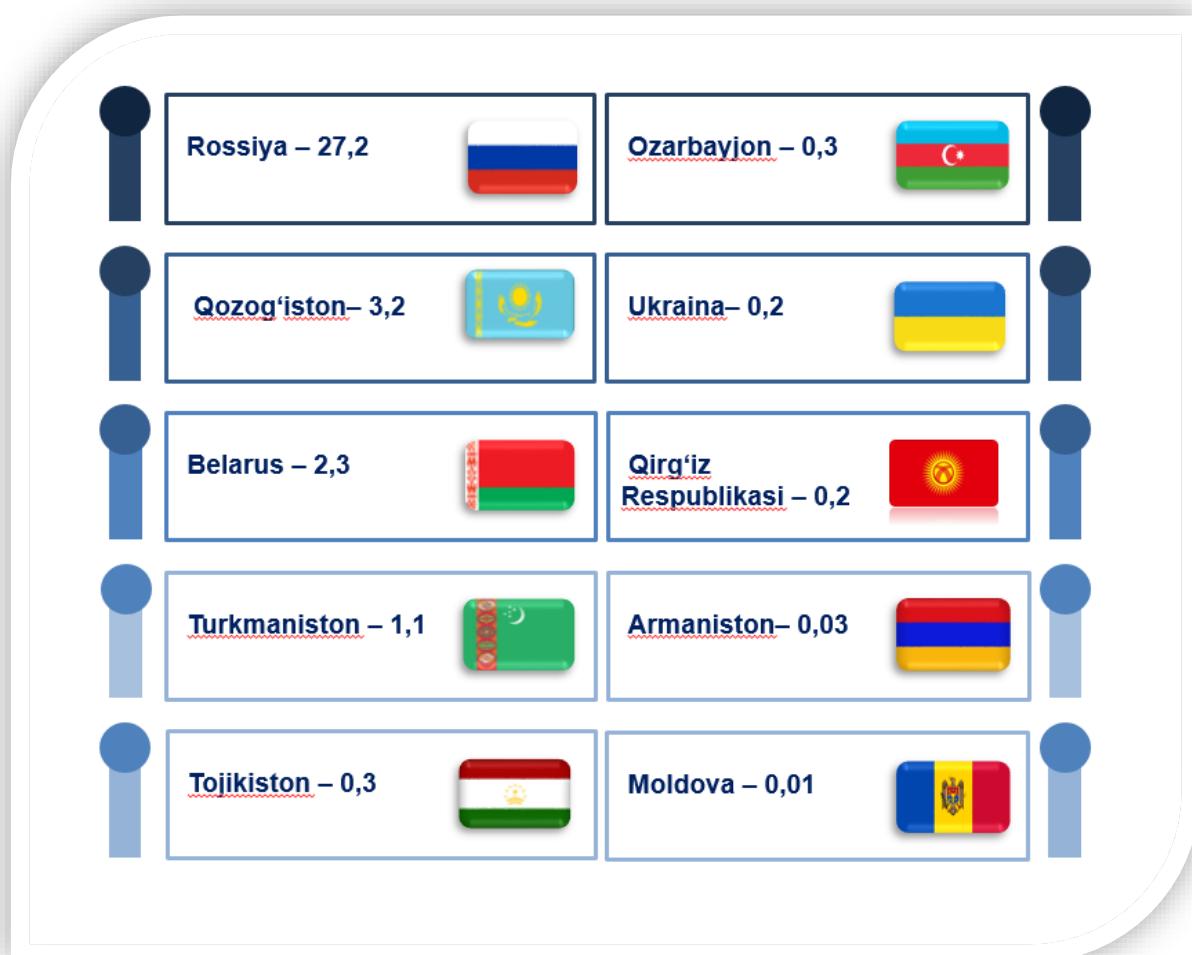 Rossiya – 27,2
Ozarbayjon – 0,3
Qozog‘iston– 3,2
Ukraina– 0,2
Belarus – 2,3
Qirg‘iz
Respublikasi – 0,2
Turkmaniston – 1,1
Armaniston– 0,03
Tojikiston – 0,3
Moldova – 0,01